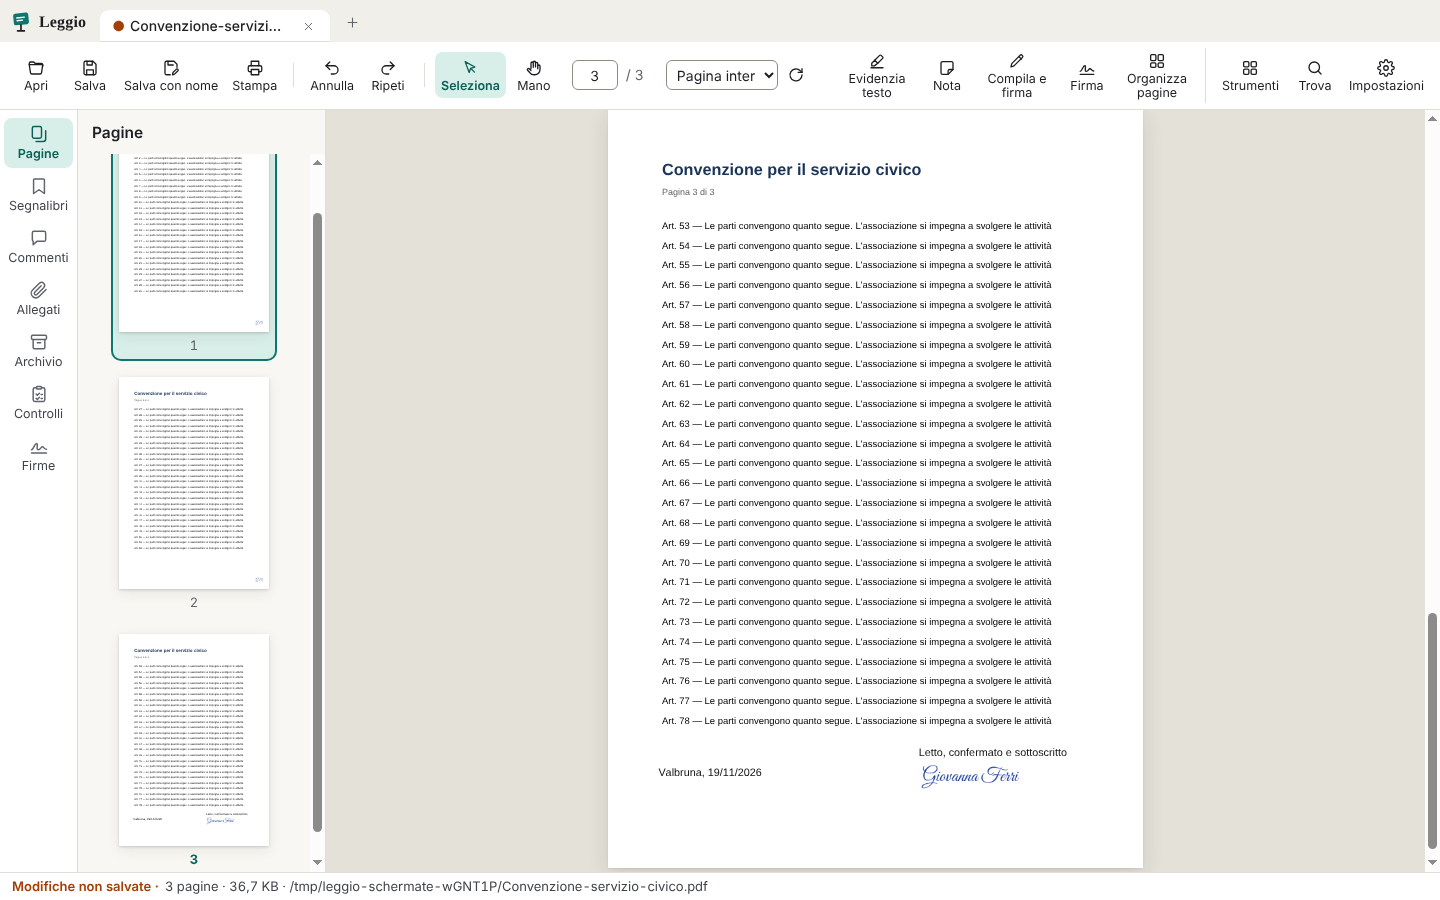 Leggio
Convenzione-servizi...
Apri
Salva
Salva con nome
Stampa
Annulla
Ripeti
Seleziona
Mano
3 / 3
Pagina inter
Evidenzia testo
Nota
Compila e firma
Firma
Organizza pagine
Strumenti
Trova
Impostazioni
Pagine
Segnalibri
Commenti
Allegati
Archivio
Controlli
Firme
Pagine
1
Convenzione per il servizio civico
2
Convenzione per il servizio civico
3
Convenzione per il servizio civico
Pagina 3 di 3
Art. 53 — Le parti convengono quanto segue. L'associazione si impegna a svolgere le attività
Art. 54 — Le parti convengono quanto segue. L'associazione si impegna a svolgere le attività
Art. 55 — Le parti convengono quanto segue. L'associazione si impegna a svolgere le attività
Art. 56 — Le parti convengono quanto segue. L'associazione si impegna a svolgere le attività
Art. 57 — Le parti convengono quanto segue. L'associazione si impegna a svolgere le attività
Art. 58 — Le parti convengono quanto segue. L'associazione si impegna a svolgere le attività
Art. 59 — Le parti convengono quanto segue. L'associazione si impegna a svolgere le attività
Art. 60 — Le parti convengono quanto segue. L'associazione si impegna a svolgere le attività
Art. 61 — Le parti convengono quanto segue. L'associazione si impegna a svolgere le attività
Art. 62 — Le parti convengono quanto segue. L'associazione si impegna a svolgere le attività
Art. 63 — Le parti convengono quanto segue. L'associazione si impegna a svolgere le attività
Art. 64 — Le parti convengono quanto segue. L'associazione si impegna a svolgere le attività
Art. 65 — Le parti convengono quanto segue. L'associazione si impegna a svolgere le attività
Art. 66 — Le parti convengono quanto segue. L'associazione si impegna a svolgere le attività
Art. 67 — Le parti convengono quanto segue. L'associazione si impegna a svolgere le attività
Art. 68 — Le parti convengono quanto segue. L'associazione si impegna a svolgere le attività
Art. 69 — Le parti convengono quanto segue. L'associazione si impegna a svolgere le attività
Art. 70 — Le parti convengono quanto segue. L'associazione si impegna a svolgere le attività
Art. 71 — Le parti convengono quanto segue. L'associazione si impegna a svolgere le attività
Art. 72 — Le parti convengono quanto segue. L'associazione si impegna a svolgere le attività
Art. 73 — Le parti convengono quanto segue. L'associazione si impegna a svolgere le attività
Art. 74 — Le parti convengono quanto segue. L'associazione si impegna a svolgere le attività
Art. 75 — Le parti convengono quanto segue. L'associazione si impegna a svolgere le attività
Art. 76 — Le parti convengono quanto segue. L'associazione si impegna a svolgere le attività
Art. 77 — Le parti convengono quanto segue. L'associazione si impegna a svolgere le attività
Art. 78 — Le parti convengono quanto segue. L'associazione si impegna a svolgere le attività
Letto, confermato e sottoscritto
Valbruna, 19/11/2026
Giovanna Ferri
Modifiche non salvate · 3 pagine · 36,7 KB · /tmp/leggio-schermate-wGNT1P/Convenzione-servizio-civico.pdf